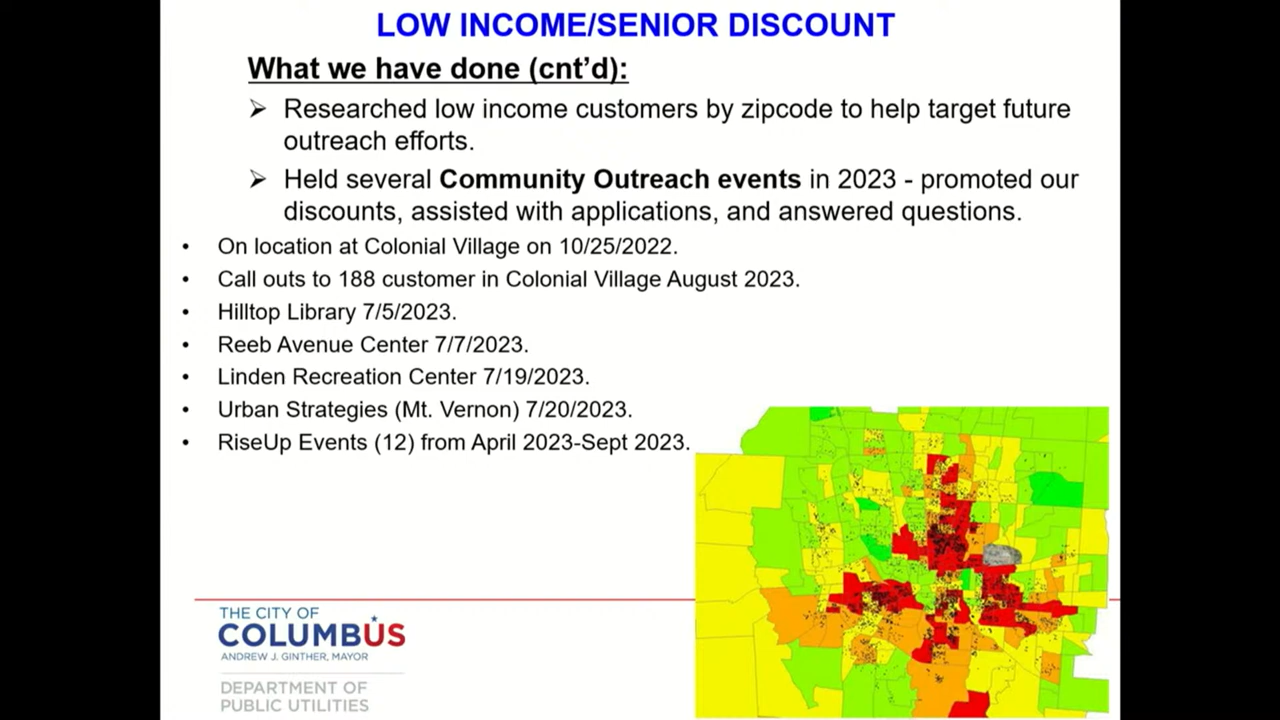 LOW INCOME/SENIOR DISCOUNT
What we have done (cnt’d):
➢ Researched low income customers by zipcode to help target future
outreach efforts.
➢ Held several Community Outreach events in 2023 - promoted our
discounts, assisted with applications, and answered questions.
• On location at Colonial Village on 10/25/2022.
• Call outs to 188 customer in Colonial Village August 2023.
• Hilltop Library 7/5/2023.
• Reeb Avenue Center 7/7/2023.
• Linden Recreation Center 7/19/2023.
• Urban Strategies (Mt. Vernon) 7/20/2023.
• RiseUp Events (12) from April 2023-Sept 2023.
THE CITY OF
COLUMBUS
ANDREW J. GINTHER, MAYOR
DEPARTMENT OF
PUBLIC UTILITIES